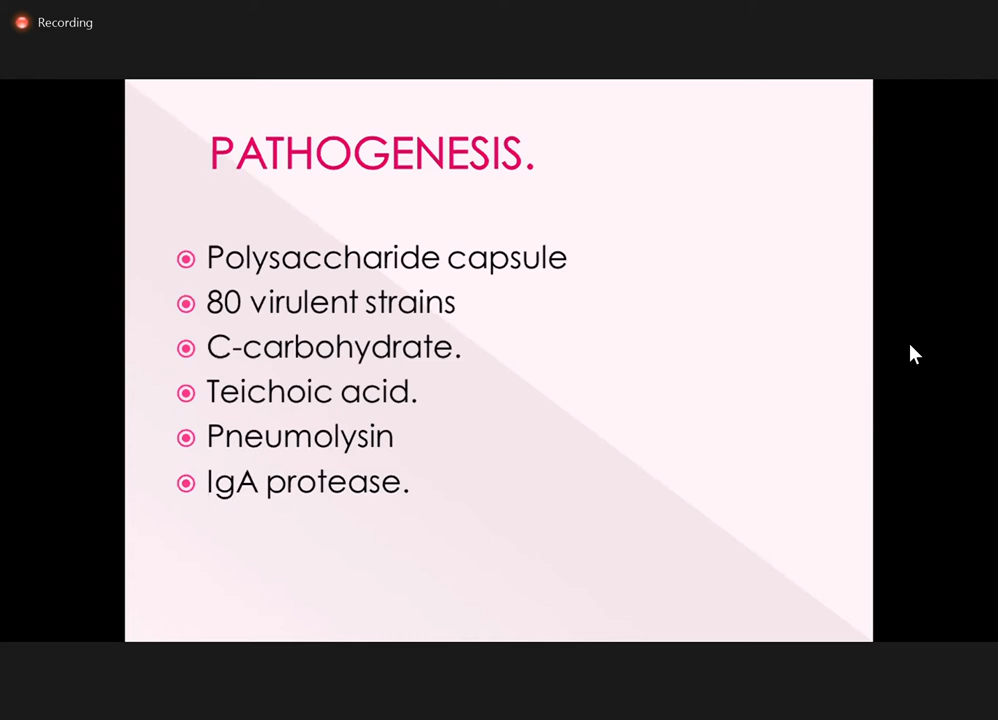 Recording
PATHOGENESIS.
Polysaccharide capsule
80 virulent strains
C-carbohydrate.
Teichoic acid.
Pneumolysin
IgA protease.